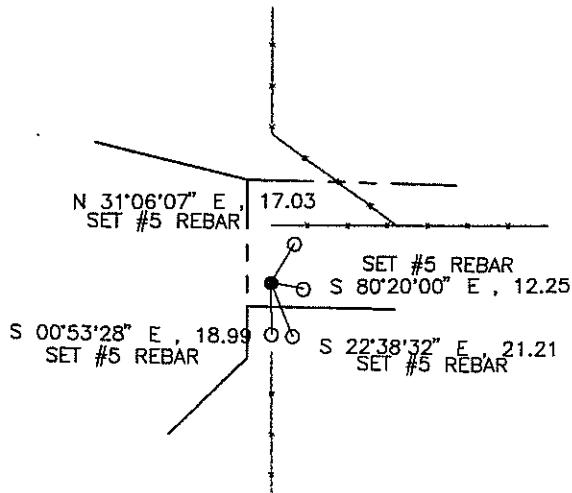 N 31°06'07" E , 17.03
SET #5 REBAR
SET #5 REBAR
S 80°20'00" E , 12.25
S 00°53'28" E , 18.99
SET #5 REBAR
S 22°38'32" E , 21.21
SET #5 REBAR